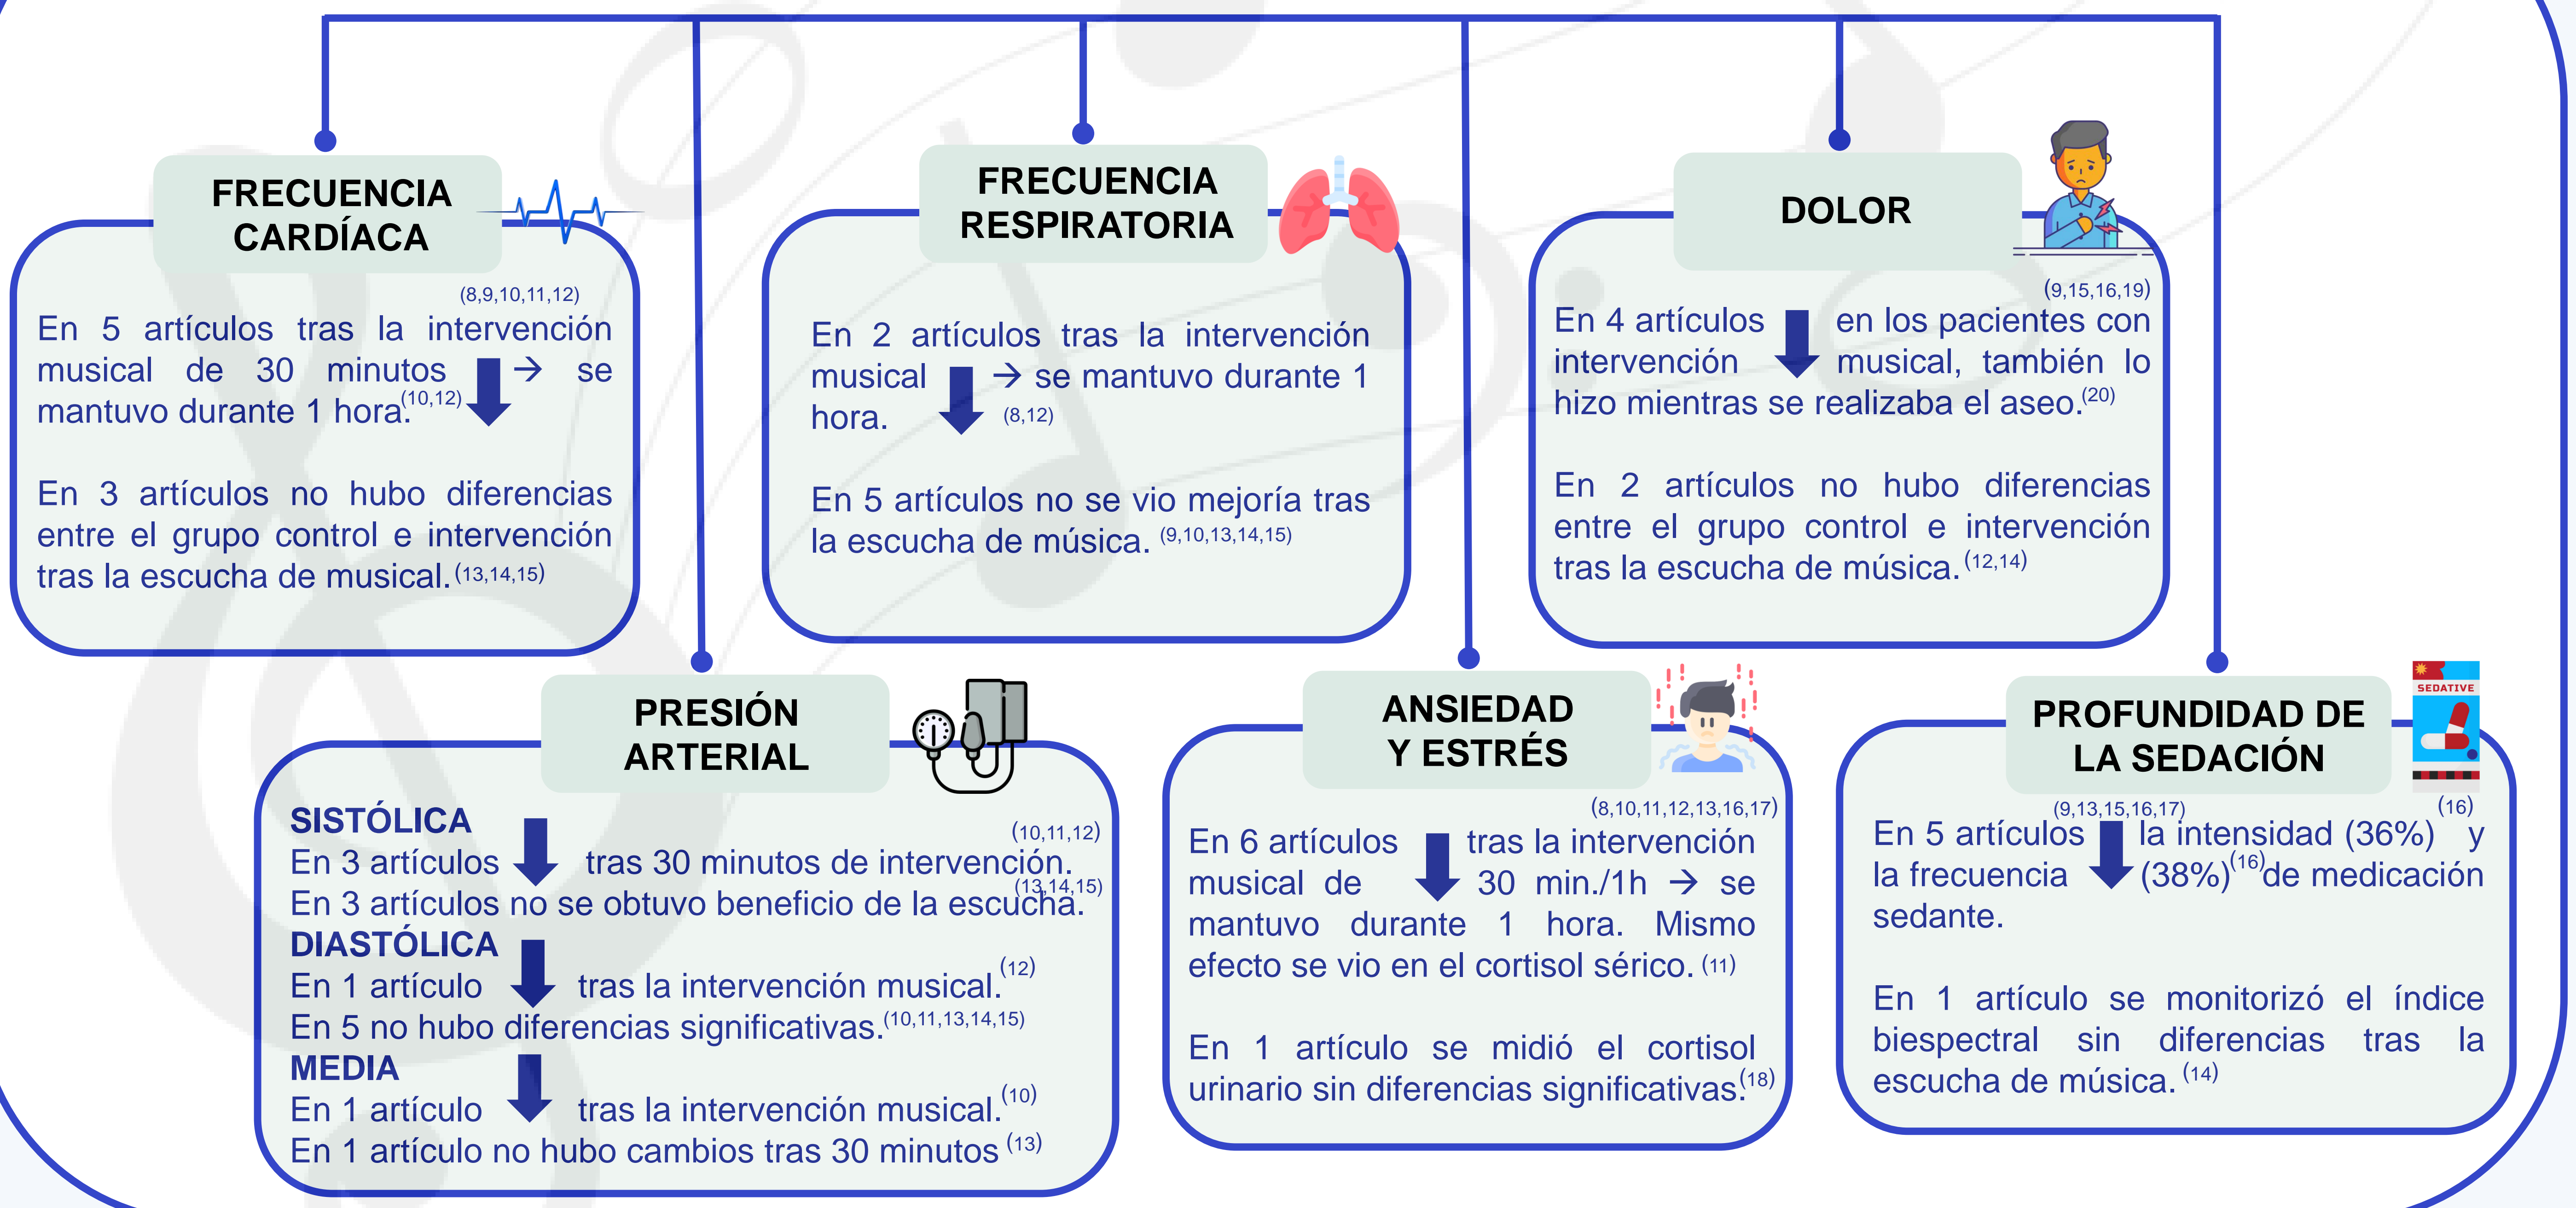 FRECUENCIA
CARDÍACA
(8,9,10,11,12)
En 5 artículos tras la intervención
musical de 30 minutos → se
mantuvo durante 1 hora.(10,12)
En 3 artículos no hubo diferencias
entre el grupo control e intervención
tras la escucha de musical.(13,14,15)
FRECUENCIA
RESPIRATORIA
En 2 artículos tras la intervención
musical → se mantuvo durante 1
hora. (8,12)
En 5 artículos no se vio mejoría tras
la escucha de música. (9,10,13,14,15)
DOLOR
(9,15,16,19)
En 4 artículos en los pacientes con
intervención musical, también lo
hizo mientras se realizaba el aseo.(20)
En 2 artículos no hubo diferencias
entre el grupo control e intervención
tras la escucha de música. (12,14)
PRESIÓN
ARTERIAL
SISTÓLICA
(10,11,12)
En 3 artículos tras 30 minutos de intervención.
(13,14,15)
En 3 artículos no se obtuvo beneficio de la escucha.
DIASTÓLICA
En 1 artículo tras la intervención musical.(12)
En 5 no hubo diferencias significativas.(10,11,13,14,15)
MEDIA
En 1 artículo tras la intervención musical.(10)
En 1 artículo no hubo cambios tras 30 minutos (13)
ANSIEDAD
Y ESTRÉS
(8,10,11,12,13,16,17)
En 6 artículos tras la intervención
musical de 30 min./1h → se
mantuvo durante 1 hora. Mismo
efecto se vio en el cortisol sérico. (11)
En 1 artículo se midió el cortisol
urinario sin diferencias significativas.(18)
SEDATIVE
PROFUNDIDAD DE
LA SEDACIÓN
(9,13,15,16,17) (16)
En 5 artículos la intensidad (36%) y
la frecuencia (38%)(16)de medicación
sedante.
En 1 artículo se monitorizó el índice
biespectral sin diferencias tras la
escucha de música. (14)